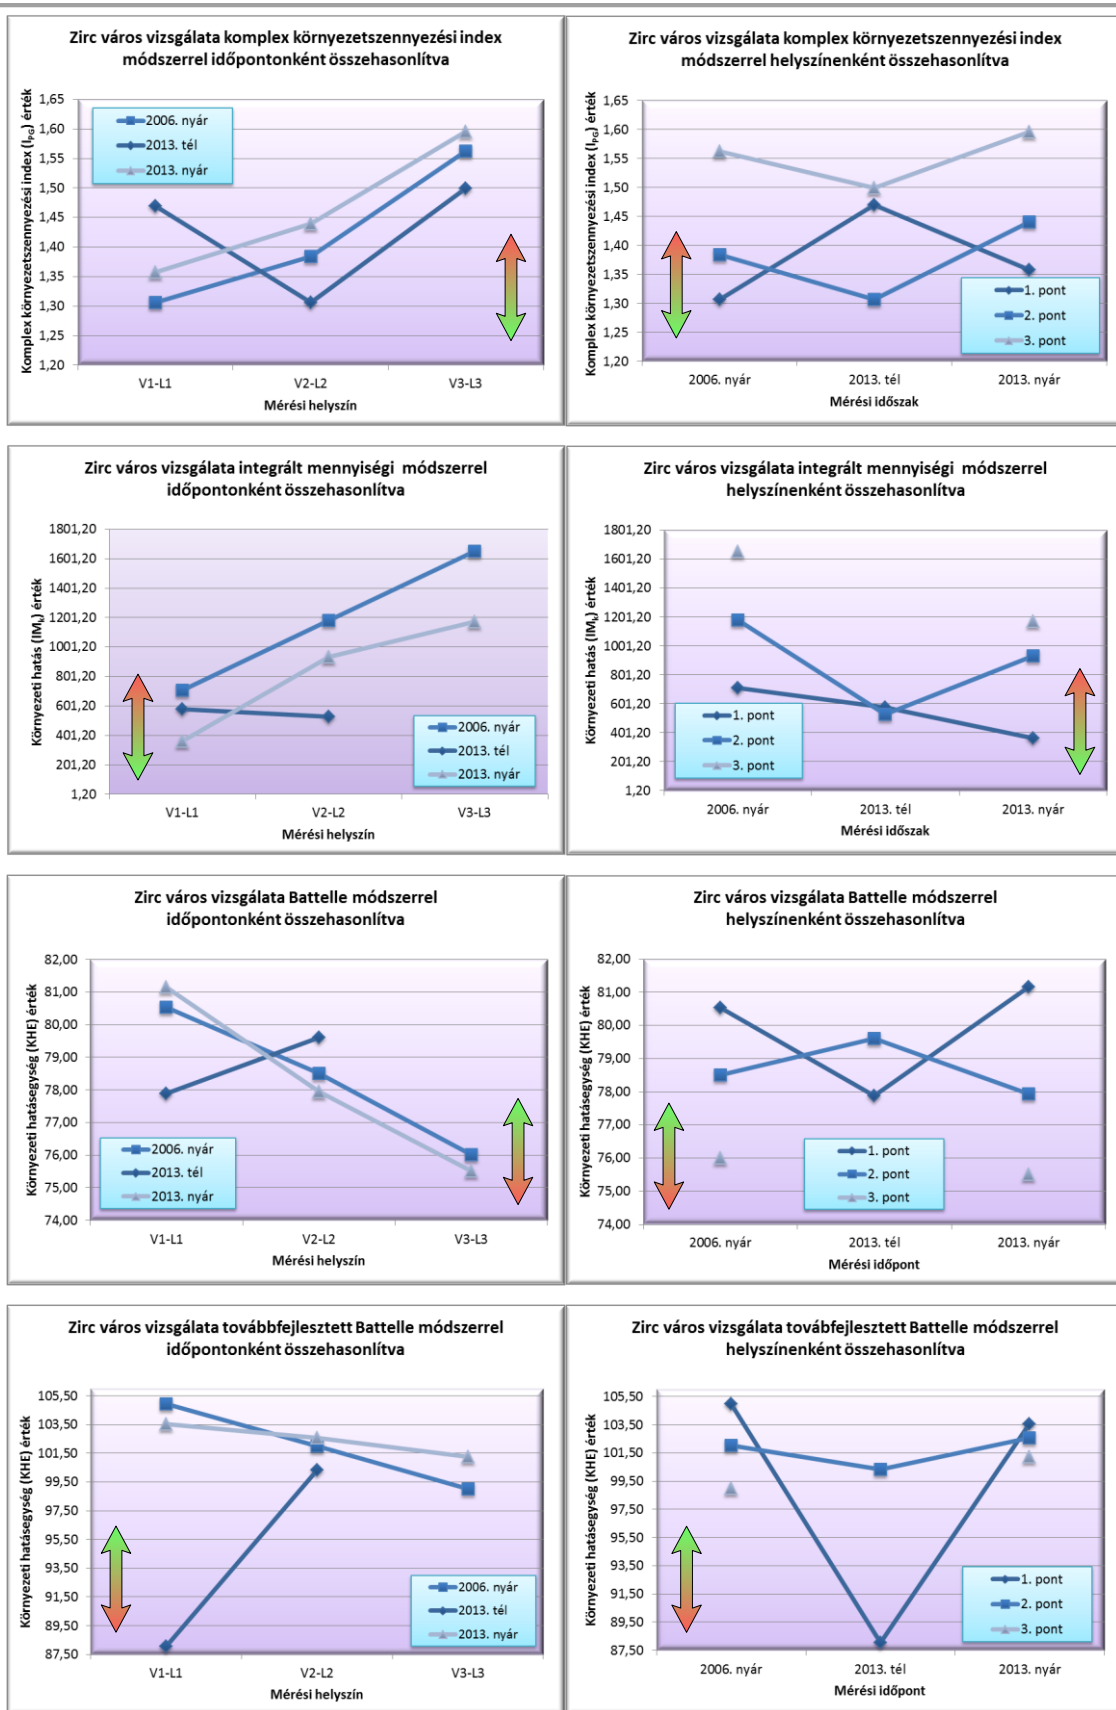 Zirc város vizsgálata komplex környezetszennyezési index
módszerrel időpontonként összehasonlítva
Komplex környezetszennyezési index (I_PG) érték
1,65
1,60
1,55
1,50
1,45
1,40
1,35
1,30
1,25
1,20
2006. nyár
2013. tél
2013. nyár
V1-L1
V2-L2
V3-L3
Mérési helyszín
Zirc város vizsgálata komplex környezetszennyezési index
módszerrel helyszínenként összehasonlítva
Komplex környezetszennyezési index (I_PG) érték
1,65
1,60
1,55
1,50
1,45
1,40
1,35
1,30
1,25
1,20
1. pont
2. pont
3. pont
2006. nyár
2013. tél
2013. nyár
Mérési időszak
Zirc város vizsgálata integrált mennyiségi módszerrel
időpontonként összehasonlítva
Környezeti hatás (IM_k) érték
1801,20
1601,20
1401,20
1201,20
1001,20
801,20
601,20
401,20
201,20
1,20
2006. nyár
2013. tél
2013. nyár
V1-L1
V2-L2
V3-L3
Mérési helyszín
Zirc város vizsgálata integrált mennyiségi módszerrel
helyszínenként összehasonlítva
Környezeti hatás (IM_k) érték
1801,20
1601,20
1401,20
1201,20
1001,20
801,20
601,20
401,20
201,20
1,20
1. pont
2. pont
3. pont
2006. nyár
2013. tél
2013. nyár
Mérési időszak
Zirc város vizsgálata Battelle módszerrel
időpontonként összehasonlítva
Környezeti hatásegység (KHE) érték
82,00
81,00
80,00
79,00
78,00
77,00
76,00
75,00
74,00
2006. nyár
2013. tél
2013. nyár
V1-L1
V2-L2
V3-L3
Mérési helyszín
Zirc város vizsgálata Battelle módszerrel
helyszínenként összehasonlítva
Környezeti hatásegység (KHE) érték
82,00
81,00
80,00
79,00
78,00
77,00
76,00
75,00
74,00
1. pont
2. pont
3. pont
2006. nyár
2013. tél
2013. nyár
Mérési időpont
Zirc város vizsgálata továbbfejlesztett Battelle módszerrel
időpontonként összehasonlítva
Környezeti hatásegység (KHE) érték
105,50
103,50
101,50
99,50
97,50
95,50
93,50
91,50
89,50
87,50
2006. nyár
2013. tél
2013. nyár
V1-L1
V2-L2
V3-L3
Mérési helyszín
Zirc város vizsgálata továbfejlesztett Battelle módszerrel
helyszínenként összehasonlítva
Környezeti hatásegység (KHE) érték
105,50
103,50
101,50
99,50
97,50
95,50
93,50
91,50
89,50
87,50
1. pont
2. pont
3. pont
2006. nyár
2013. tél
2013. nyár
Mérési időpont